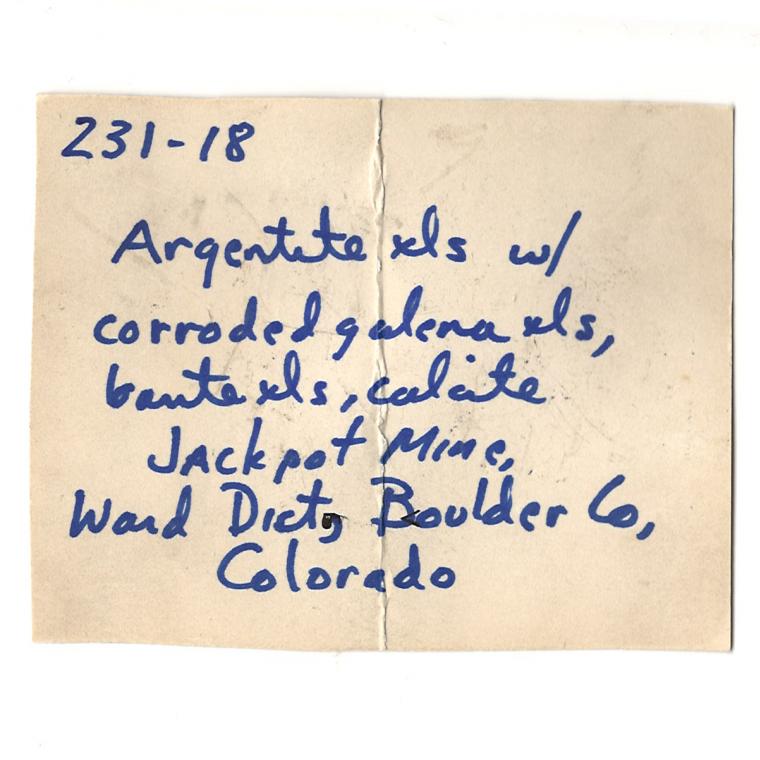 231-18
Argentite xls w/
corroded galena xls,
barite xls, calcite
Jackpot Mine,
Ward Dist, Boulder Co,
Colorado